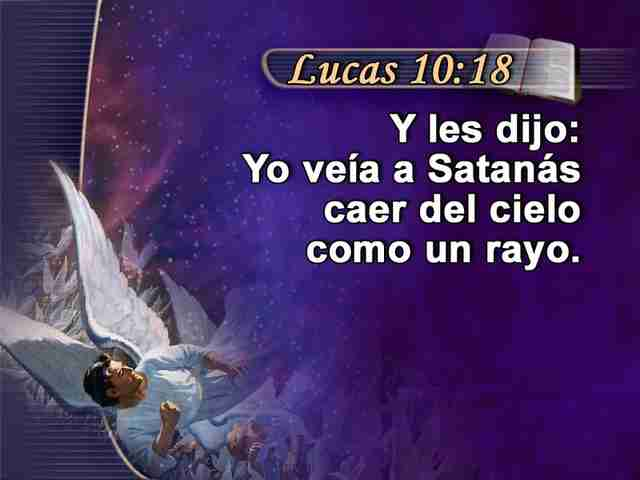 Lucas 10:18
Y les dijo:
Yo veía a Satanás
caer del cielo
como un rayo.